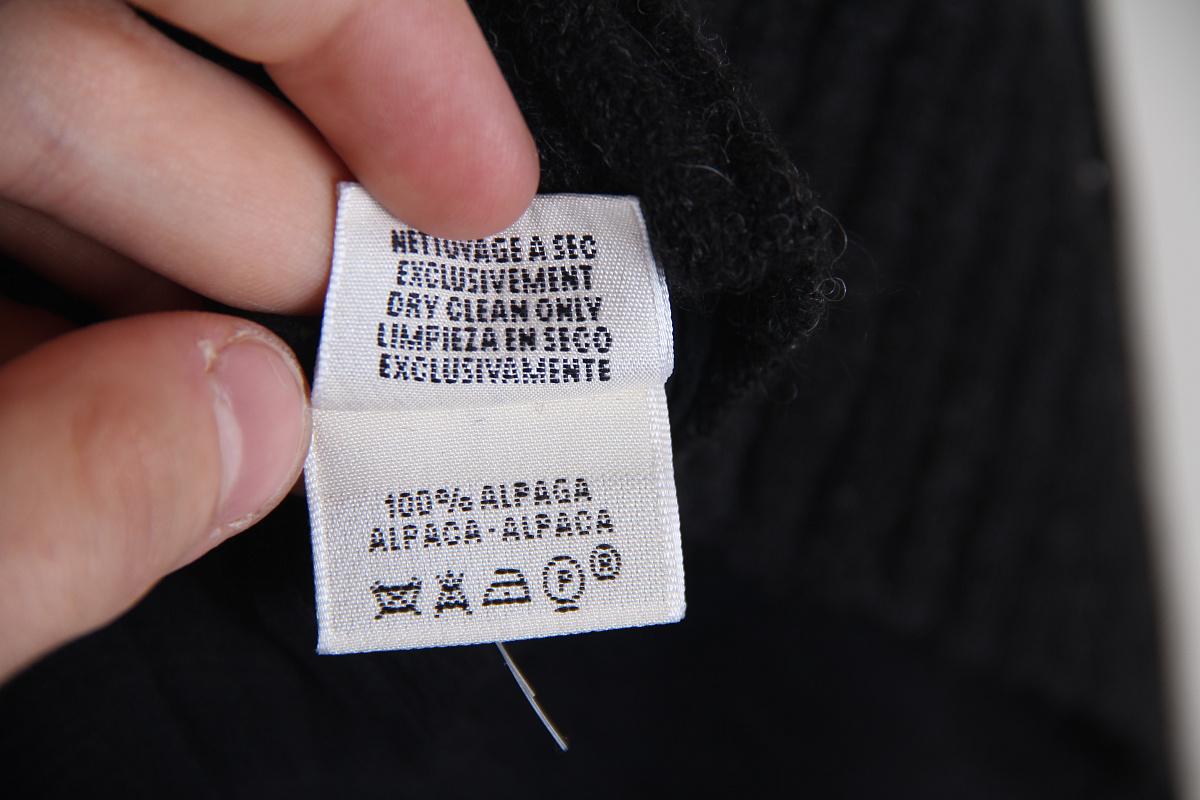 NETTOYAGE A SEC
EXCLUSIVEMENT
DRY CLEAN ONLY
LIMPIEZA EN SECO
EXCLUSIVAMENTE
100% ALPAGA
ALPACA - ALPACA
P ®